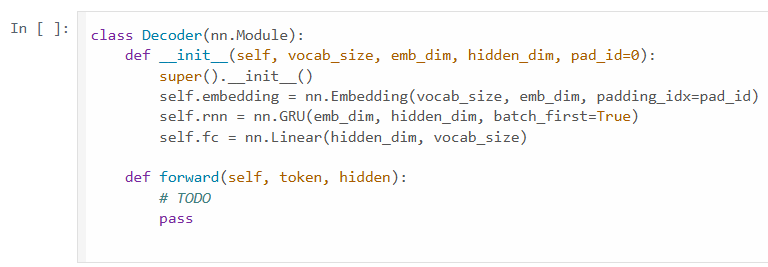 In [ ]:
class Decoder(nn.Module):
    def __init__(self, vocab_size, emb_dim, hidden_dim, pad_id=0):
        super().__init__()
        self.embedding = nn.Embedding(vocab_size, emb_dim, padding_idx=pad_id)
        self.rnn = nn.GRU(emb_dim, hidden_dim, batch_first=True)
        self.fc = nn.Linear(hidden_dim, vocab_size)

    def forward(self, token, hidden):
        # TODO
        pass